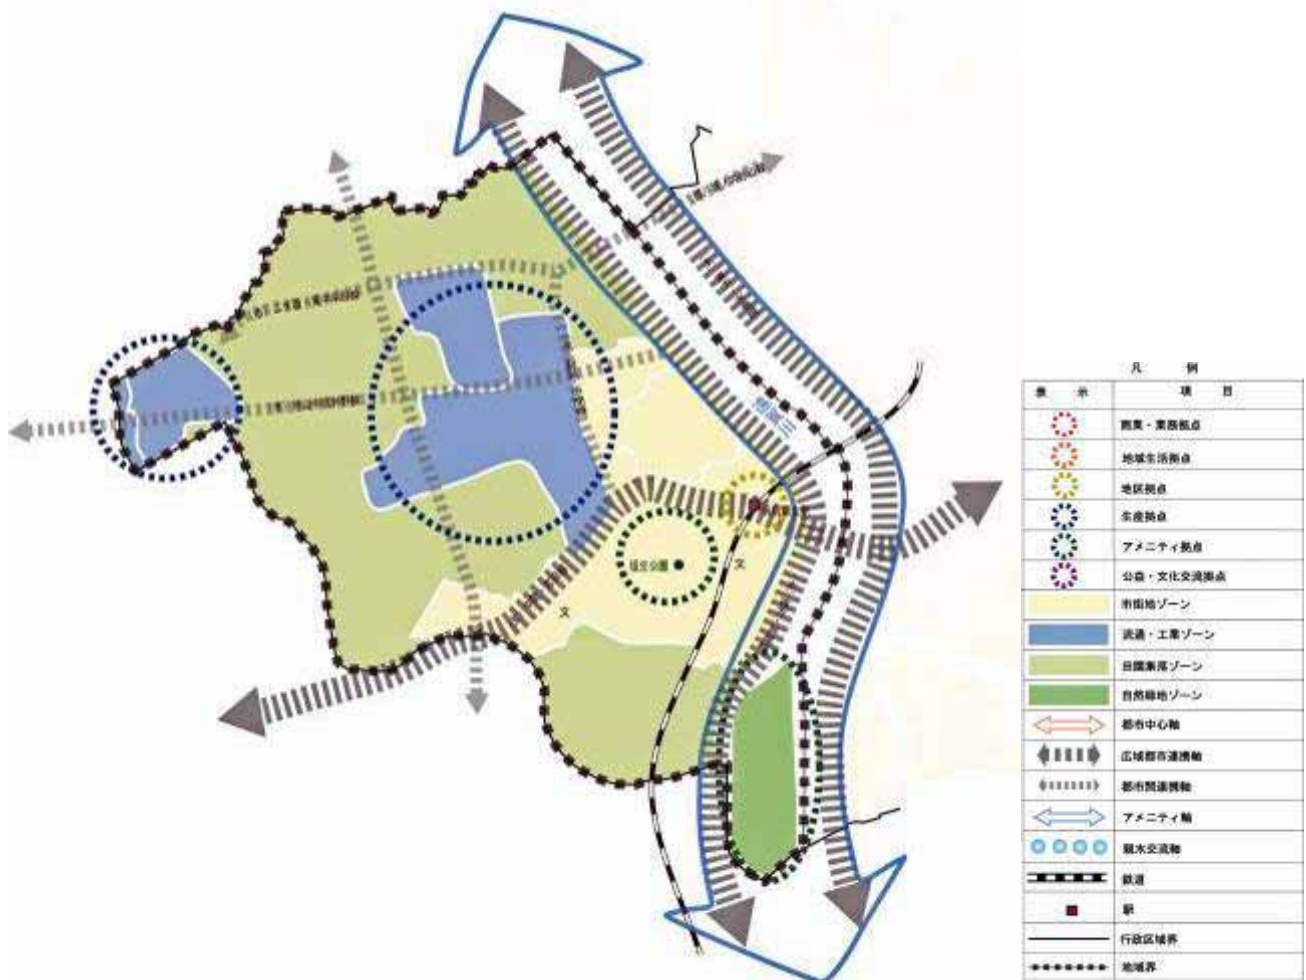 文
文
凡 例
表 示
項 目
商業・業務拠点
地域生活拠点
地区拠点
生産拠点
アメニティ拠点
公益・文化交流拠点
市街地ゾーン
流通・工業ゾーン
田園集落ゾーン
自然緑地ゾーン
都市中心軸
広域都市連携軸
都市間連携軸
アメニティ軸
親水交流軸
鉄道
駅
行政区域界
地域界